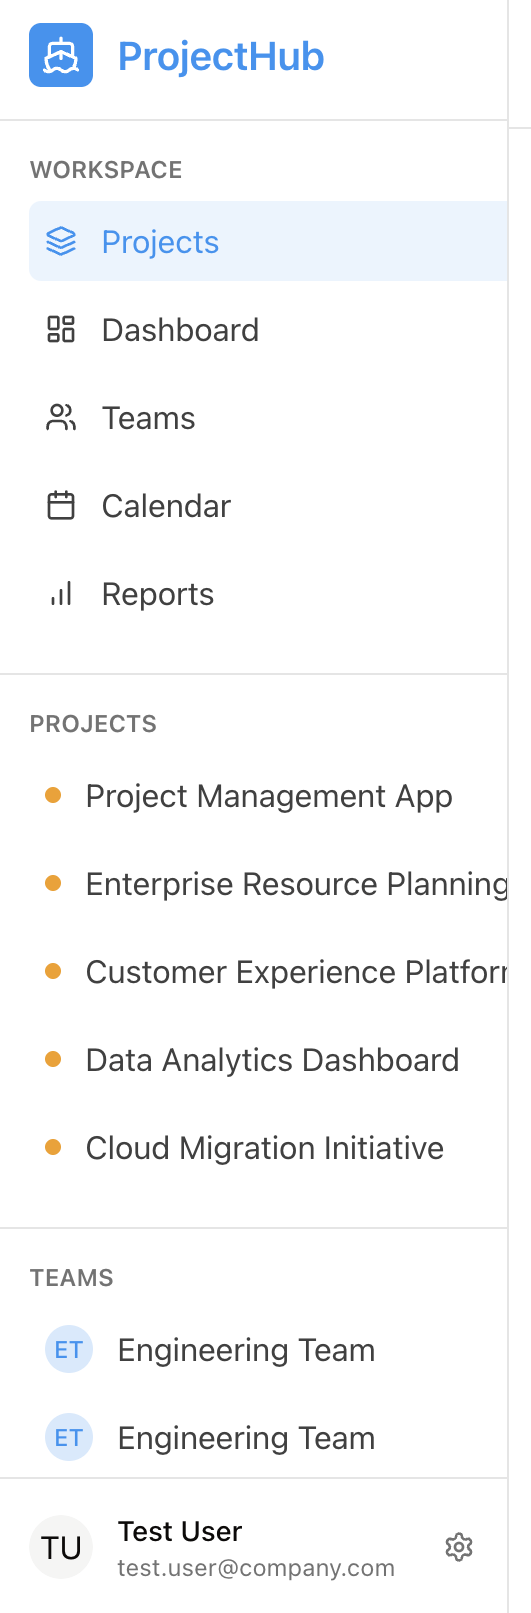 ProjectHub
WORKSPACE
Projects
Dashboard
Teams
Calendar
Reports
PROJECTS
Project Management App
Enterprise Resource Planning
Customer Experience Platfor
Data Analytics Dashboard
Cloud Migration Initiative
TEAMS
ET Engineering Team
ET Engineering Team
TU Test User
test.user@company.com